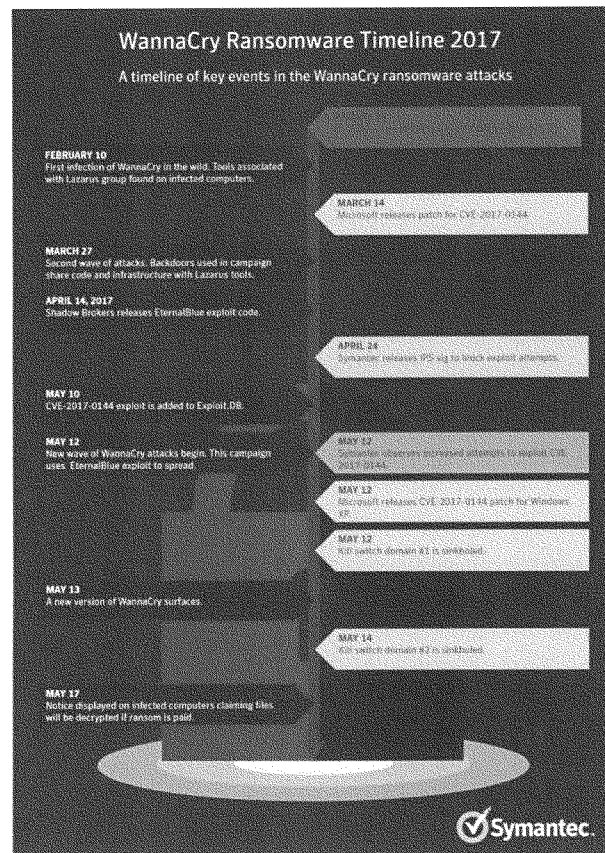 WannaCry Ransomware Timeline 2017
A timeline of key events in the WannaCry ransomware attacks
FEBRUARY 10
First infection of WannaCry in the wild. Tools associated
with Lazarus group found on infected computers.
MARCH 14
Microsoft releases patch for CVE-2017-0144.
MARCH 27
Second wave of attacks. Backdoors used in campaign
share code and infrastructure with Lazarus tools.
APRIL 14, 2017
Shadow Brokers releases EternalBlue exploit code.
APRIL 24
Symantec releases IPS sig to block exploit attempts.
MAY 10
CVE-2017-0144 exploit is added to Exploit DB.
MAY 12
New wave of WannaCry attacks begin. This campaign
uses EternalBlue exploit to spread.
MAY 12
Symantec observes increased attempts to exploit CVE
2017-0144.
MAY 12
Microsoft releases CVE-2017-0144 patch for Windows
XP.
MAY 12
Kill switch domain #1 is sinkholed.
MAY 13
A new version of WannaCry surfaces.
MAY 14
Kill switch domain #2 is sinkholed.
MAY 17
Notice displayed on infected computers claiming files
will be decrypted if ransom is paid.
Symantec.